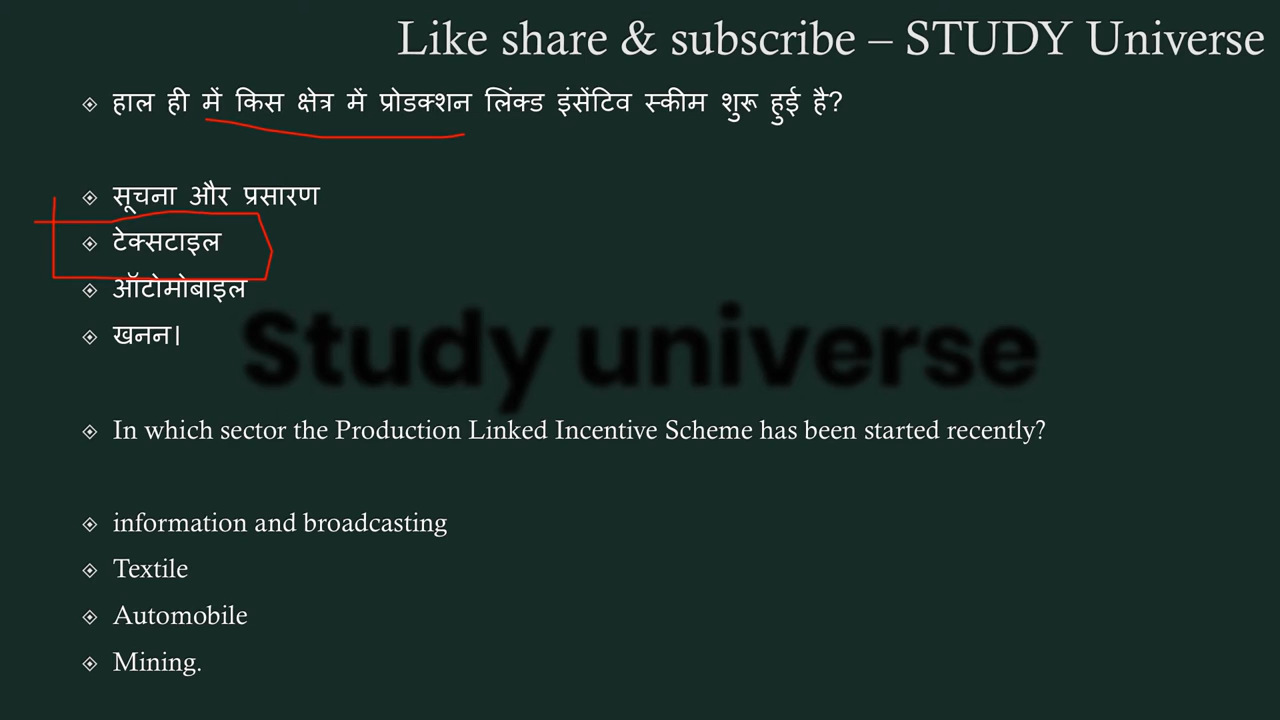 Like share & subscribe – STUDY Universe
हाल ही में किस क्षेत्र में प्रोडक्शन लिंक्ड इंसेंटिव स्कीम शुरू हुई है?
सूचना और प्रसारण
टेक्सटाइल
ऑटोमोबाइल
खनन।
Study universe
In which sector the Production Linked Incentive Scheme has been started recently?
information and broadcasting
Textile
Automobile
Mining.